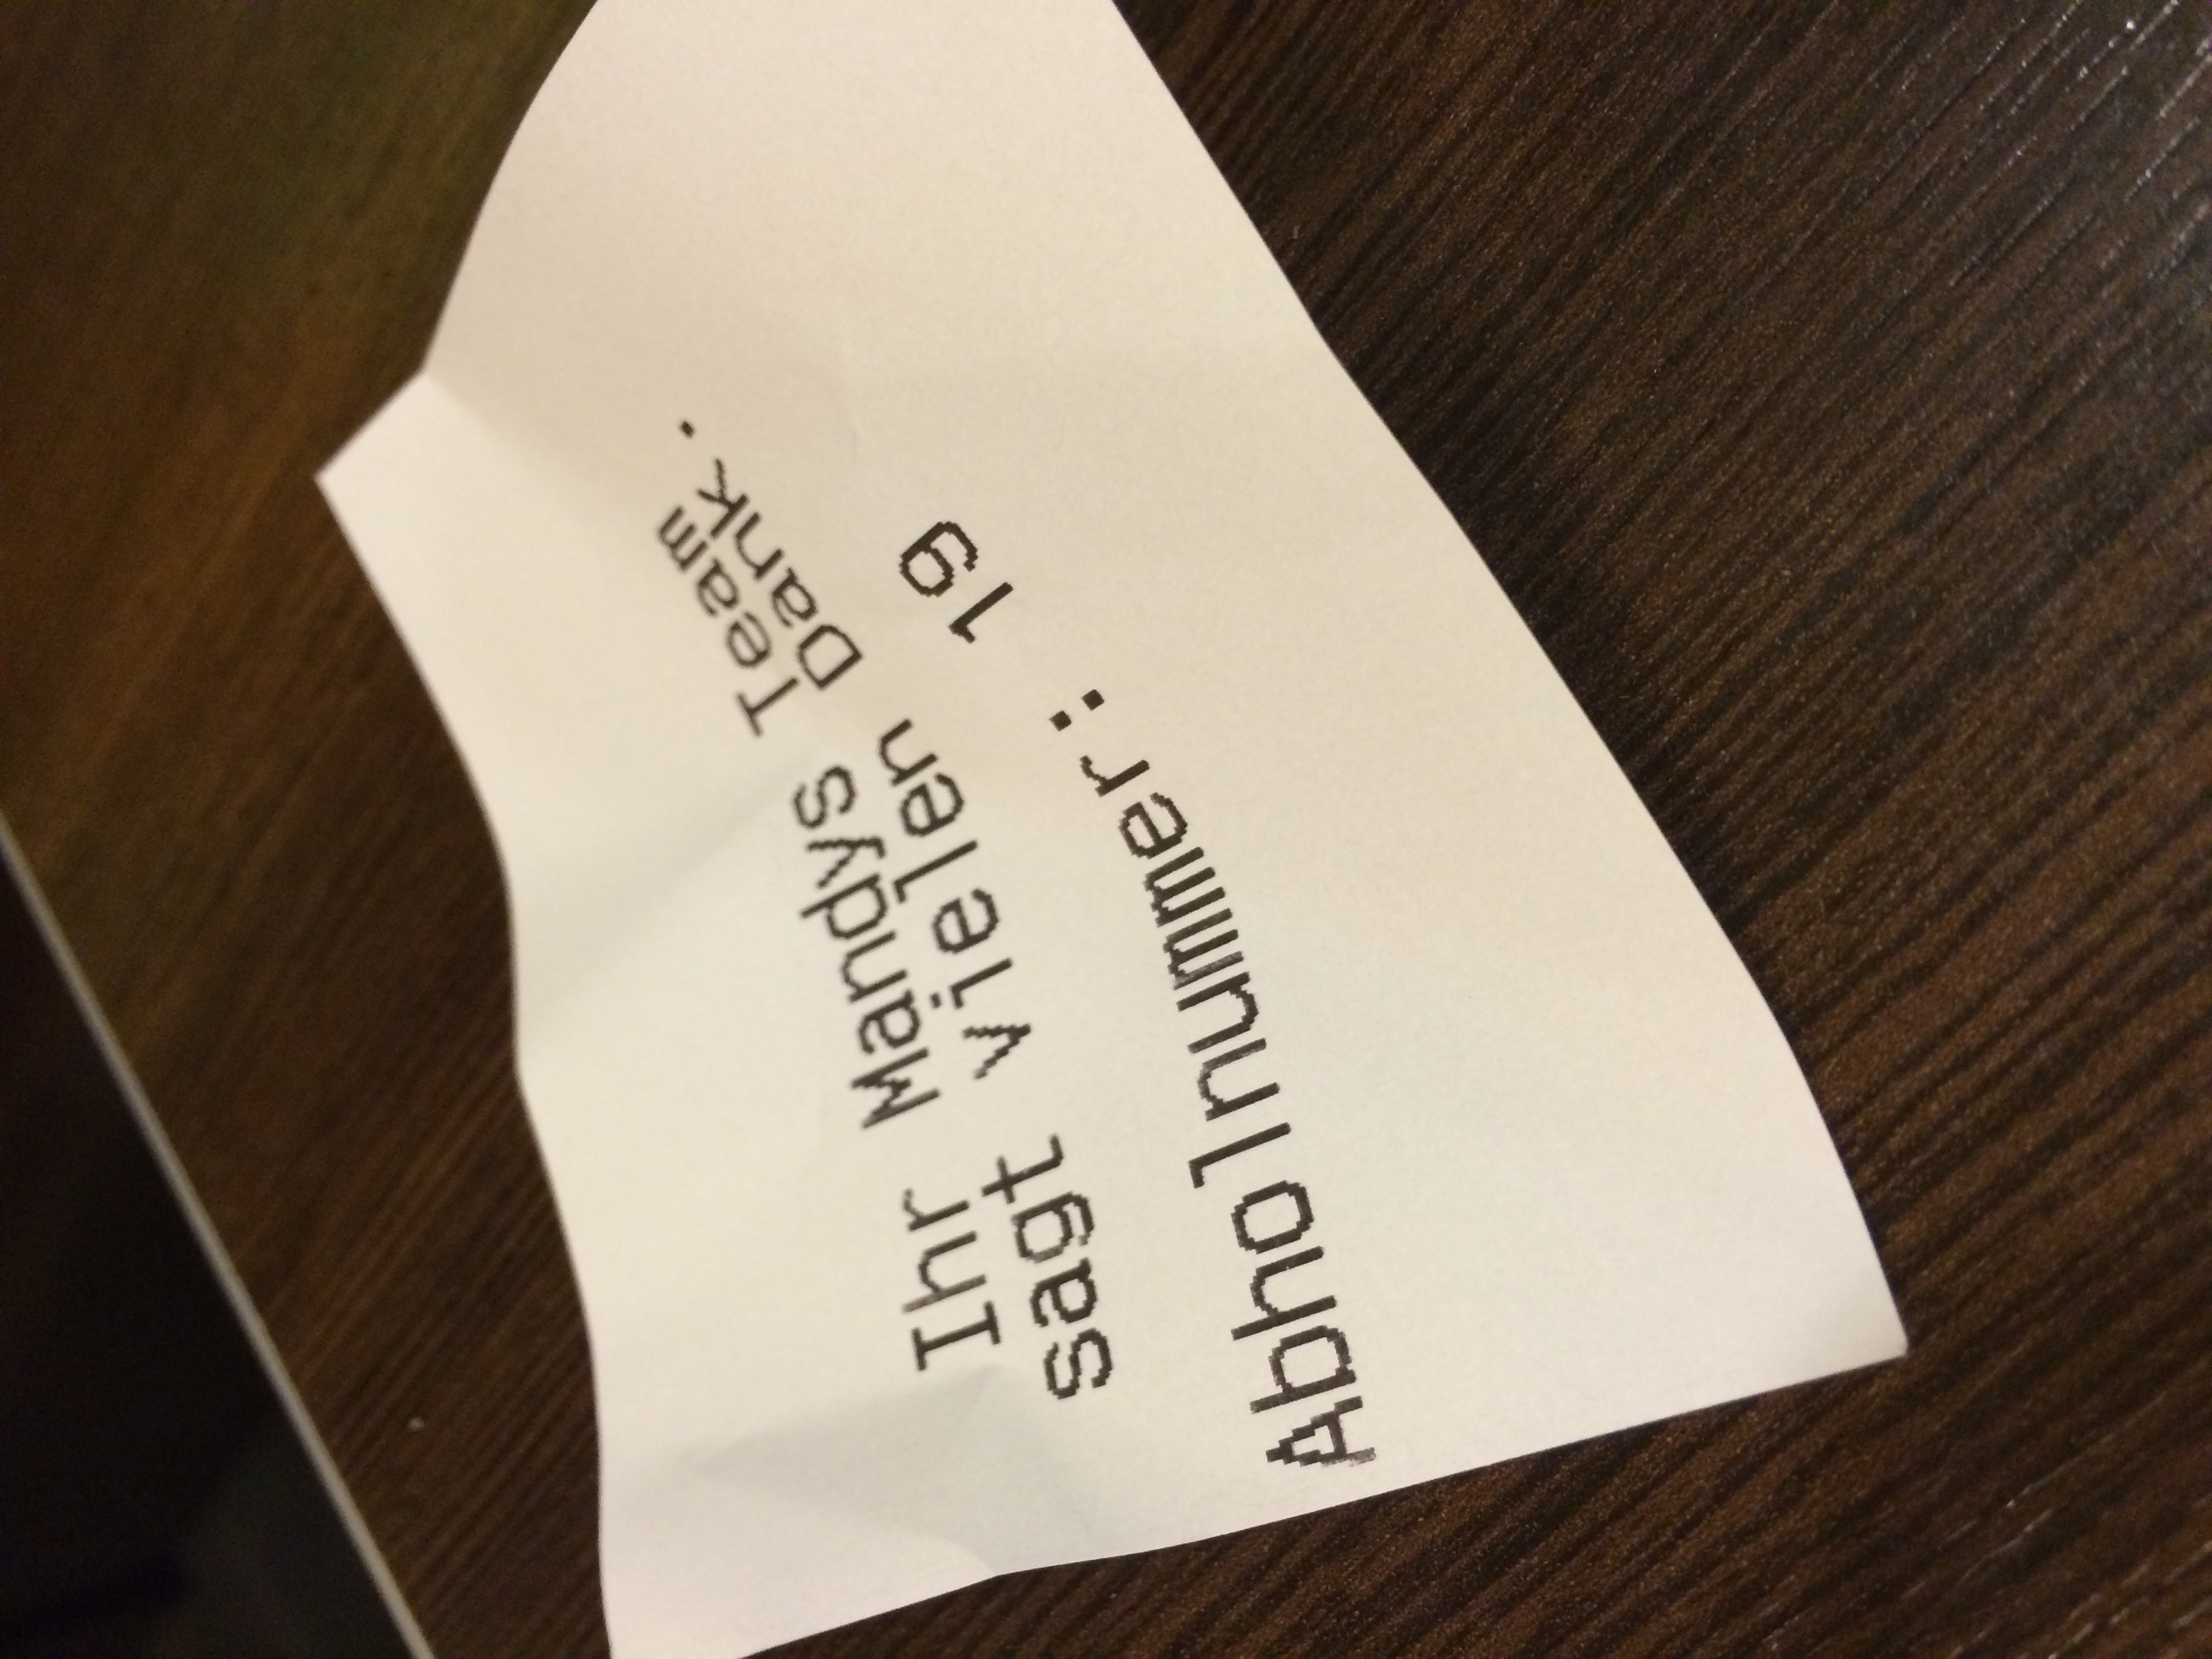 Ihr Mandys Team
sagt vielen Dank.
Abholnummer: 19